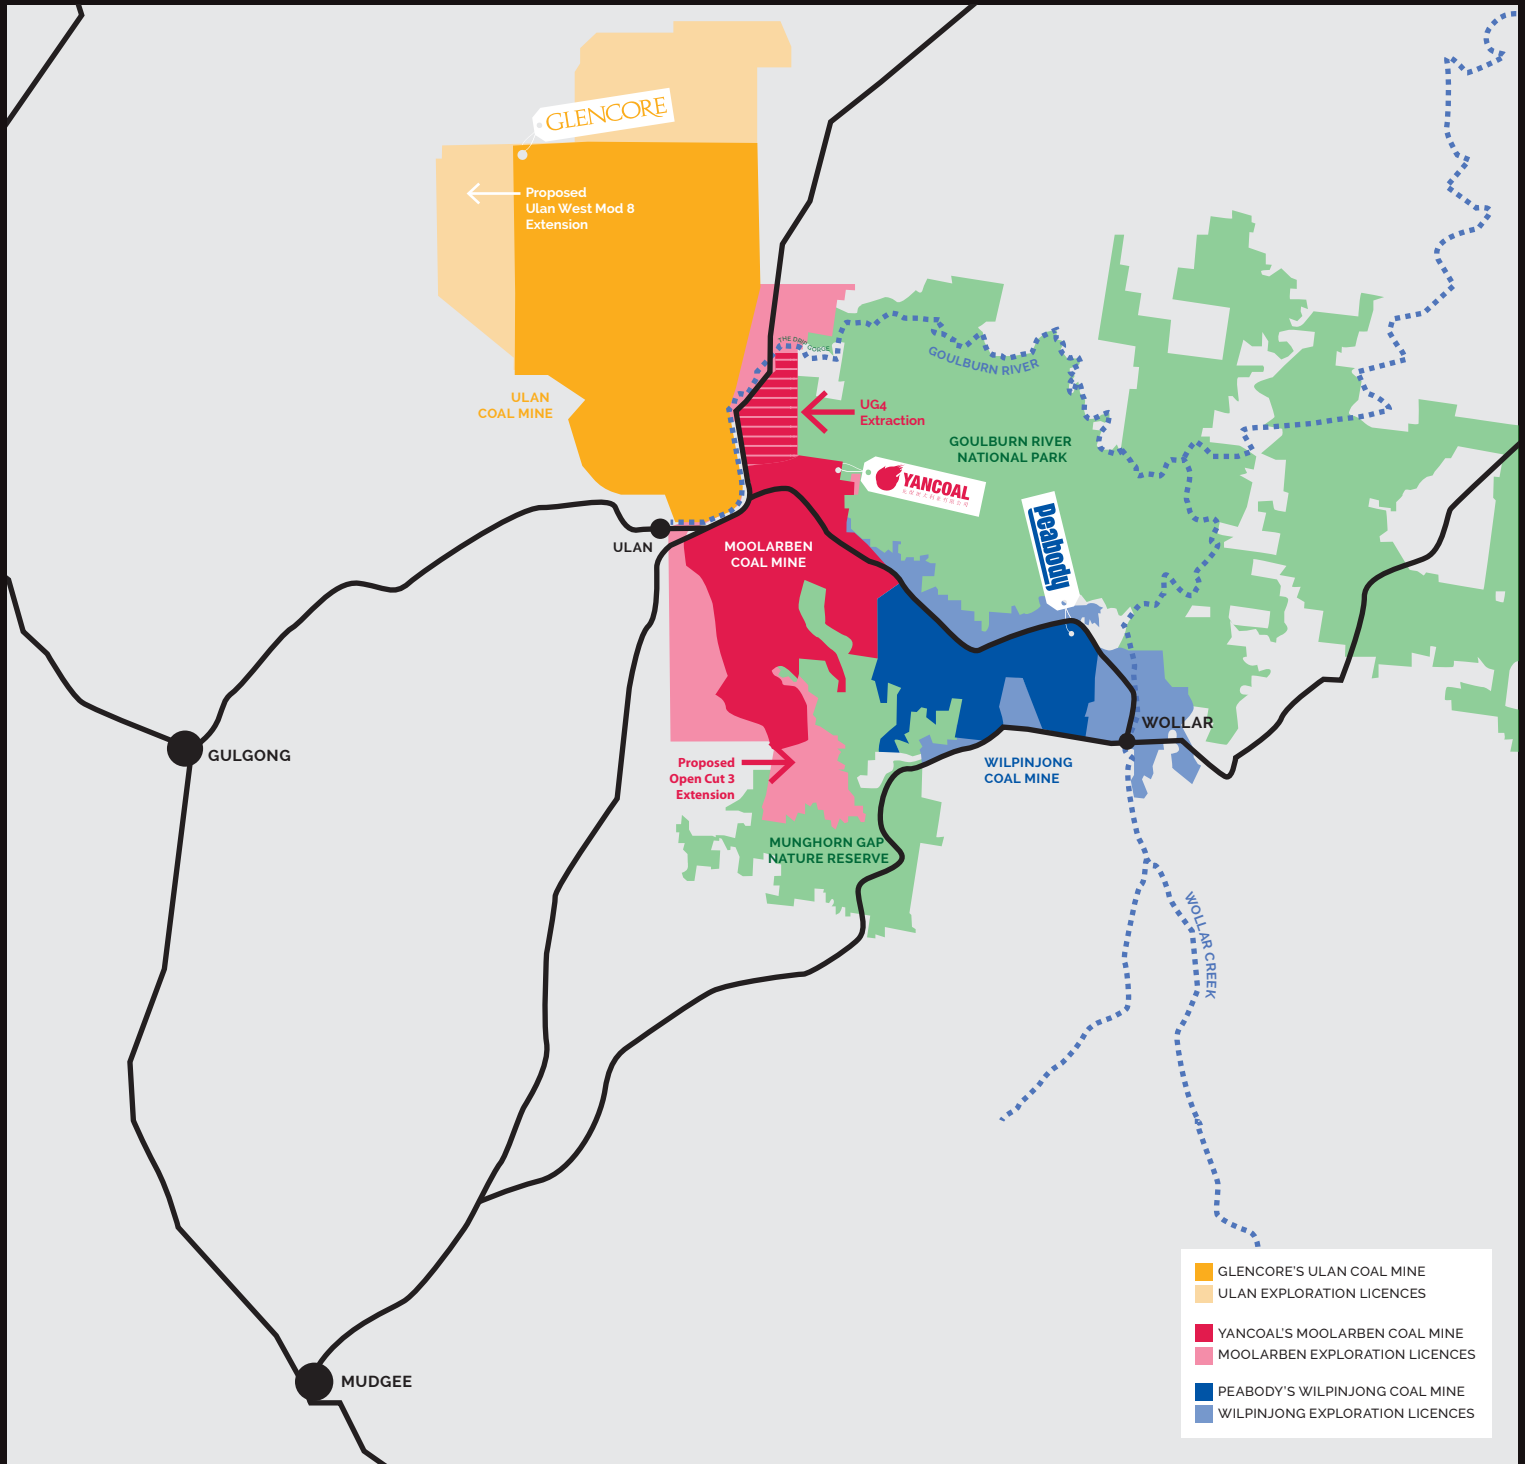 GLENCORE
Proposed
Ulan West Mod 8
Extension
THE DRIP GORGE
GOULBURN RIVER
ULAN
COAL MINE
UG4
Extraction
GOULBURN RIVER
NATIONAL PARK
YANCOAL
Peabody
ULAN
MOOLARBEN
COAL MINE
WOLLAR
GULGONG
Proposed
Open Cut 3
Extension
WILPINJONG
COAL MINE
MUNGHORN GAP
NATURE RESERVE
WOLLAR CREEK
MUDGEE
GLENCORE'S ULAN COAL MINE
ULAN EXPLORATION LICENCES
YANCOAL'S MOOLARBEN COAL MINE
MOOLARBEN EXPLORATION LICENCES
PEABODY'S WILPINJONG COAL MINE
WILPINJONG EXPLORATION LICENCES